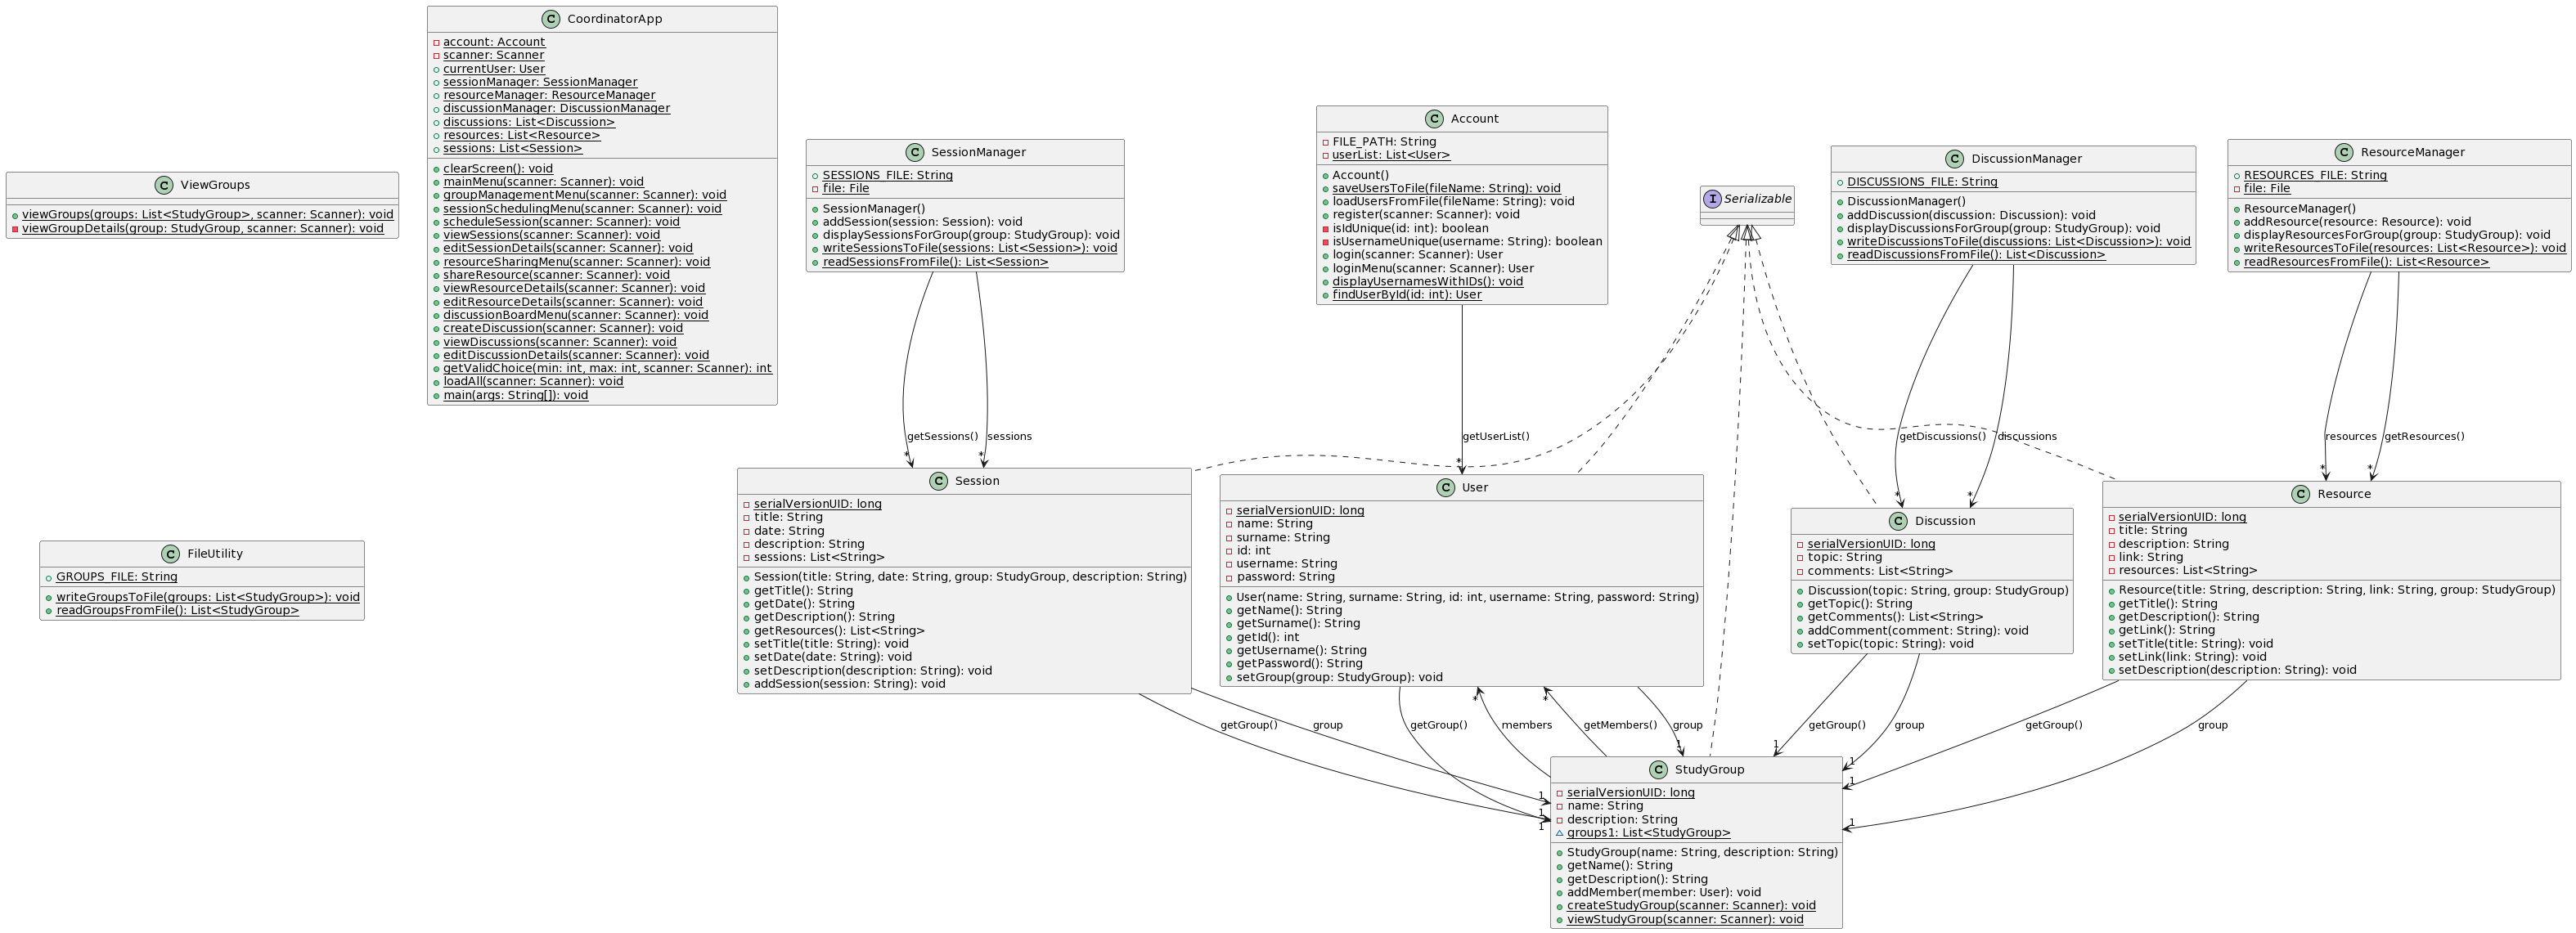 ViewGroups
viewGroups(groups: List<StudyGroup>, scanner: Scanner): void
viewGroupDetails(group: StudyGroup, scanner: Scanner): void
CoordinatorApp
account: Account
scanner: Scanner
currentUser: User
sessionManager: SessionManager
resourceManager: ResourceManager
discussionManager: DiscussionManager
discussions: List<Discussion>
resources: List<Resource>
sessions: List<Session>
clearScreen(): void
mainMenu(scanner: Scanner): void
groupManagementMenu(scanner: Scanner): void
sessionSchedulingMenu(scanner: Scanner): void
scheduleSession(scanner: Scanner): void
viewSessions(scanner: Scanner): void
editSessionDetails(scanner: Scanner): void
resourceSharingMenu(scanner: Scanner): void
shareResource(scanner: Scanner): void
viewResourceDetails(scanner: Scanner): void
editResourceDetails(scanner: Scanner): void
discussionBoardMenu(scanner: Scanner): void
createDiscussion(scanner: Scanner): void
viewDiscussions(scanner: Scanner): void
editDiscussionDetails(scanner: Scanner): void
getValidChoice(min: int, max: int, scanner: Scanner): int
loadAll(scanner: Scanner): void
main(args: String[]): void
SessionManager
SESSIONS_FILE: String
file: File
SessionManager()
addSession(session: Session): void
displaySessionsForGroup(group: StudyGroup): void
writeSessionsToFile(sessions: List<Session>): void
readSessionsFromFile(): List<Session>
Account
FILE_PATH: String
userList: List<User>
Account()
saveUsersToFile(fileName: String): void
loadUsersFromFile(fileName: String): void
register(scanner: Scanner): void
isIdUnique(id: int): boolean
isUsernameUnique(username: String): boolean
login(scanner: Scanner): User
loginMenu(scanner: Scanner): User
displayUsernamesWithIDs(): void
findUserById(id: int): User
Serializable
DiscussionManager
DISCUSSIONS_FILE: String
DiscussionManager()
addDiscussion(discussion: Discussion): void
displayDiscussionsForGroup(group: StudyGroup): void
writeDiscussionsToFile(discussions: List<Discussion>): void
readDiscussionsFromFile(): List<Discussion>
ResourceManager
RESOURCES_FILE: String
file: File
ResourceManager()
addResource(resource: Resource): void
displayResourcesForGroup(group: StudyGroup): void
writeResourcesToFile(resources: List<Resource>): void
readResourcesFromFile(): List<Resource>
getSessions()
*
sessions
*
getUserList()
*
getDiscussions()
*
discussions
*
resources
*
getResources()
*
FileUtility
GROUPS_FILE: String
writeGroupsToFile(groups: List<StudyGroup>): void
readGroupsFromFile(): List<StudyGroup>
Session
serialVersionUID: long
title: String
date: String
description: String
sessions: List<String>
Session(title: String, date: String, group: StudyGroup, description: String)
getTitle(): String
getDate(): String
getDescription(): String
getResources(): List<String>
setTitle(title: String): void
setDate(date: String): void
setDescription(description: String): void
addSession(session: String): void
User
serialVersionUID: long
name: String
surname: String
id: int
username: String
password: String
User(name: String, surname: String, id: int, username: String, password: String)
getName(): String
getSurname(): String
getId(): int
getUsername(): String
getPassword(): String
setGroup(group: StudyGroup): void
Discussion
serialVersionUID: long
topic: String
comments: List<String>
Discussion(topic: String, group: StudyGroup)
getTopic(): String
getComments(): List<String>
addComment(comment: String): void
setTopic(topic: String): void
Resource
serialVersionUID: long
title: String
description: String
link: String
resources: List<String>
Resource(title: String, description: String, link: String, group: StudyGroup)
getTitle(): String
getDescription(): String
getLink(): String
setTitle(title: String): void
setLink(link: String): void
setDescription(description: String): void
getGroup()
1
group
1
getGroup()
1
members
*
getMembers()
*
group
1
getGroup()
1
group
1
getGroup()
1
group
1
StudyGroup
serialVersionUID: long
name: String
description: String
groups1: List<StudyGroup>
StudyGroup(name: String, description: String)
getName(): String
getDescription(): String
addMember(member: User): void
createStudyGroup(scanner: Scanner): void
viewStudyGroup(scanner: Scanner): void